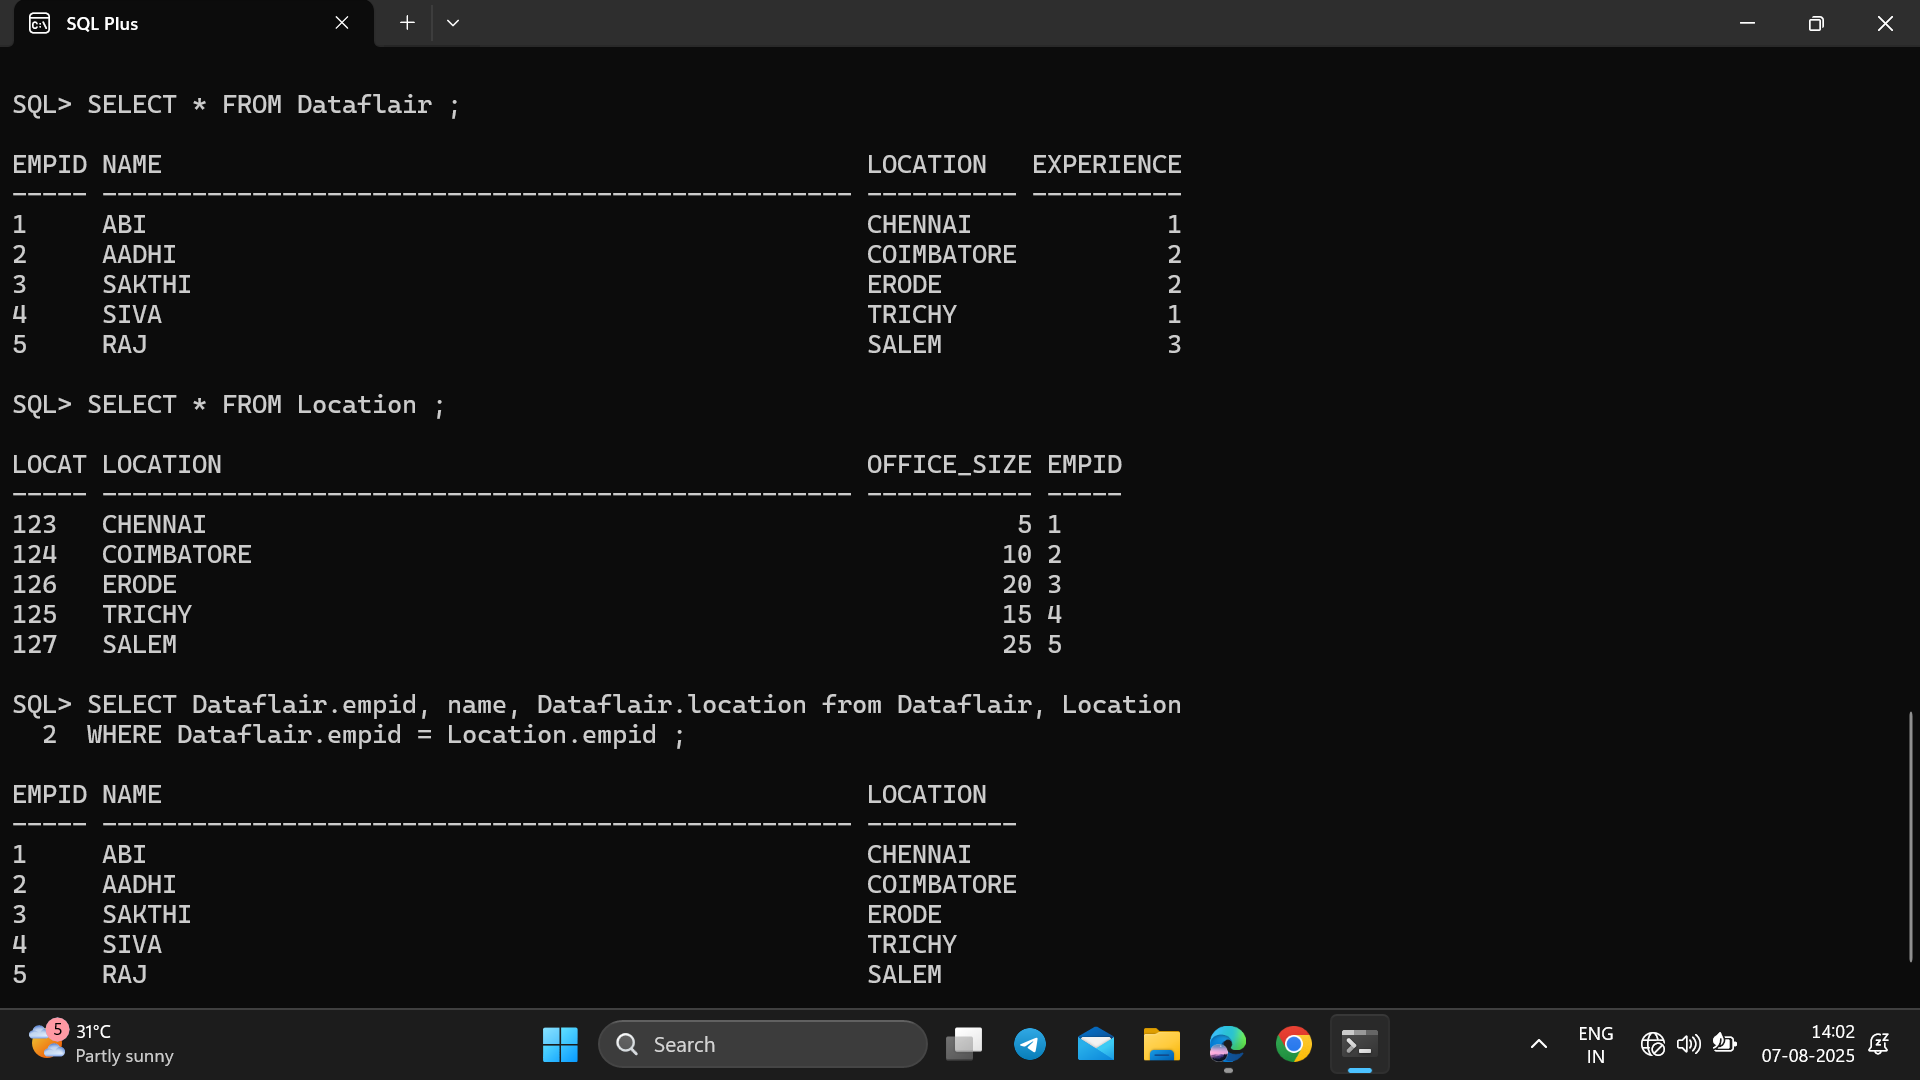 SQL Plus
SQL> SELECT * FROM Dataflair ;
EMPID NAME LOCATION EXPERIENCE
----- -------------------------------------------------- ---------- ----------
1 ABI CHENNAI 1
2 AADHI COIMBATORE 2
3 SAKTHI ERODE 2
4 SIVA TRICHY 1
5 RAJ SALEM 3
SQL> SELECT * FROM Location ;
LOCAT LOCATION OFFICE_SIZE EMPID
----- -------------------------------------------------- ----------- -----
123 CHENNAI 5 1
124 COIMBATORE 10 2
126 ERODE 20 3
125 TRICHY 15 4
127 SALEM 25 5
SQL> SELECT Dataflair.empid, name, Dataflair.location from Dataflair, Location
2 WHERE Dataflair.empid = Location.empid ;
EMPID NAME LOCATION
----- -------------------------------------------------- ----------
1 ABI CHENNAI
2 AADHI COIMBATORE
3 SAKTHI ERODE
4 SIVA TRICHY
5 RAJ SALEM
5 31°C
Partly sunny
Search
ENG
IN
14:02
07-08-2025